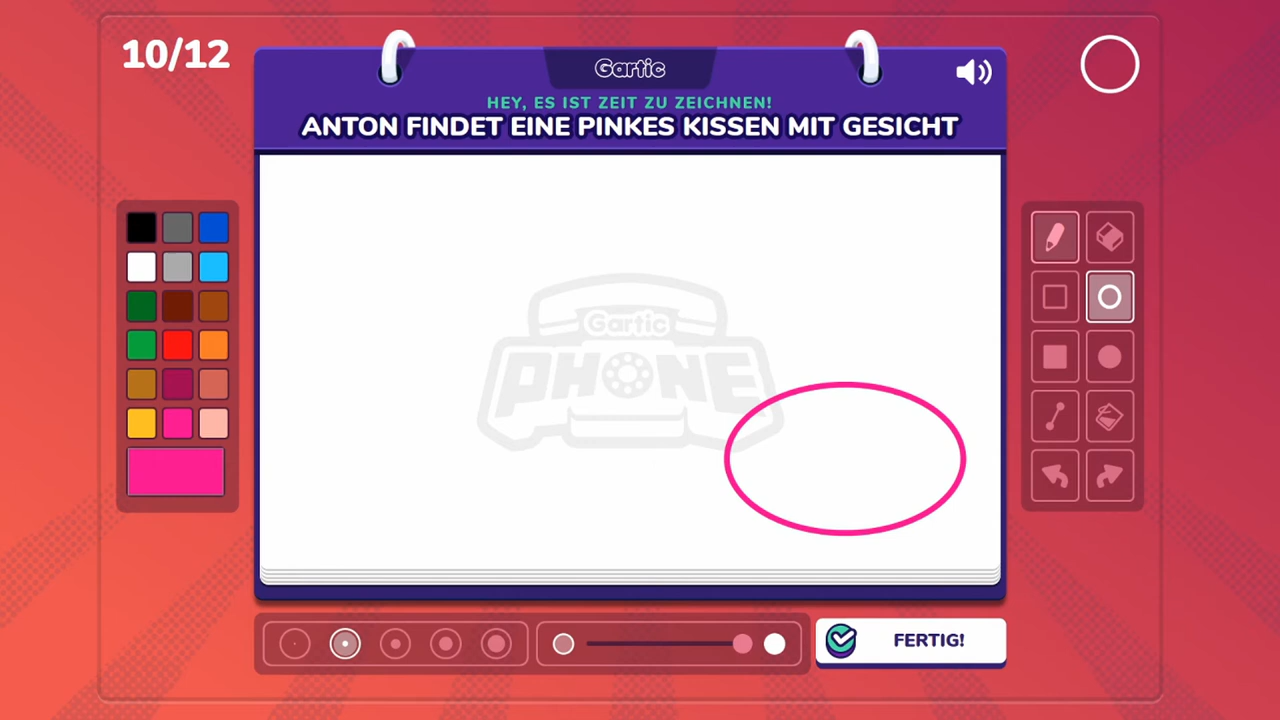 10/12
Gartic
HEY, ES IST ZEIT ZU ZEICHNEN!
ANTON FINDET EINE PINKES KISSEN MIT GESICHT
Gartic
PHONE
FERTIG!